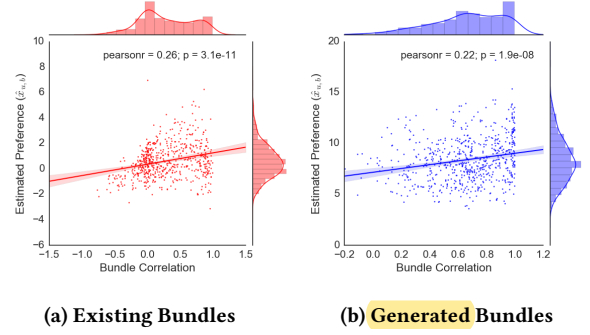 pearsonr = 0.26; p = 3.1e-11
Estimated Preference (x̂u,b)
10
8
6
4
2
0
−2
−4
−6
−1.5 −1.0 −0.5 0.0 0.5 1.0 1.5
Bundle Correlation
(a) Existing Bundles
pearsonr = 0.22; p = 1.9e-08
Estimated Preference (x̂u,b)
20
15
10
5
0
−0.2 0.0 0.2 0.4 0.6 0.8 1.0 1.2
Bundle Correlation
(b) Generated Bundles